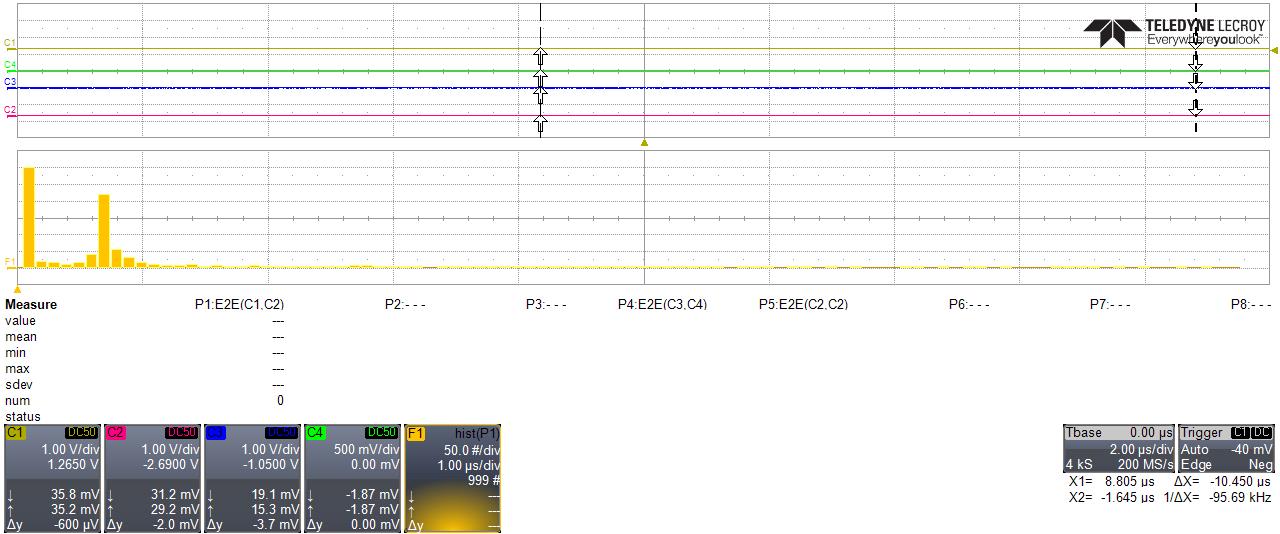 TELEDYNE LECROY
Everywhereyoulook™
C1
C4
C3
C2
F1
Measure P1:E2E(C1,C2) P2:- - - P3:- - - P4:E2E(C3,C4) P5:E2E(C2,C2) P6:- - - P7:- - - P8:- - -
value ---
mean ---
min ---
max ---
sdev ---
num 0
status
C1 DC50
1.00 V/div
1.2650 V
↓ 35.8 mV
↑ 35.2 mV
Δy -600 µV
C2 DC50
1.00 V/div
-2.6900 V
↓ 31.2 mV
↑ 29.2 mV
Δy -2.0 mV
C3 DC50
1.00 V/div
-1.0500 V
↓ 19.1 mV
↑ 15.3 mV
Δy -3.7 mV
C4 DC50
500 mV/div
0.00 mV
↓ -1.87 mV
↑ -1.87 mV
Δy 0.00 mV
F1 hist(P1)
50.0 #/div
1.00 µs/div
999 #
↓ ---
↑ ---
Δy ---
Tbase 0.00 µs
2.00 µs/div
4 kS 200 MS/s
Trigger C1 DC
Auto -40 mV
Edge Neg
X1= 8.805 µs ΔX= -10.450 µs
X2= -1.645 µs 1/ΔX= -95.69 kHz